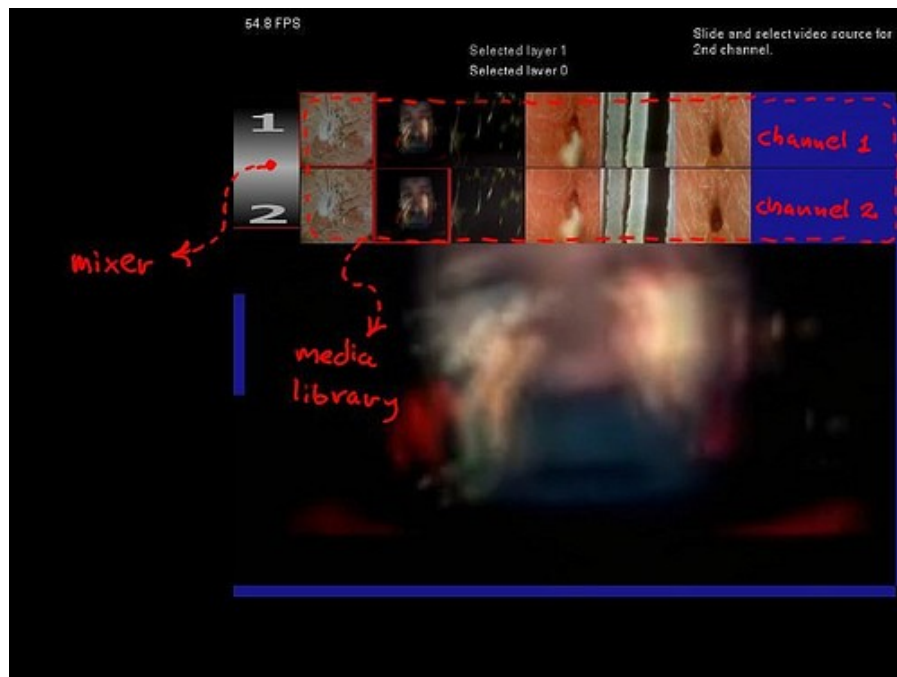 54.8 FPS
Slide and select video source for
2nd channel.
Selected layer 1
Selected layer 0
1
channel 1
2
channel 2
mixer
media
library